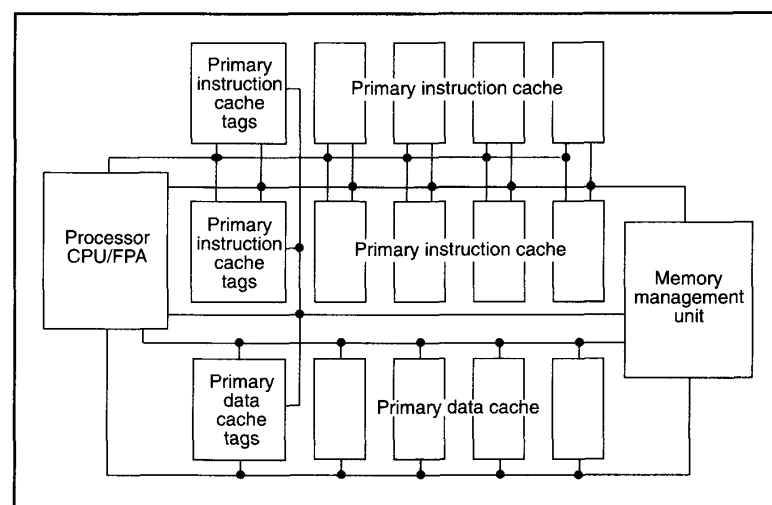 Primary
instruction
cache
tags
Primary instruction cache
Processor
CPU/FPA
Primary
instruction
cache
tags
Primary instruction cache
Memory
management
unit
Primary
data
cache
tags
Primary data cache